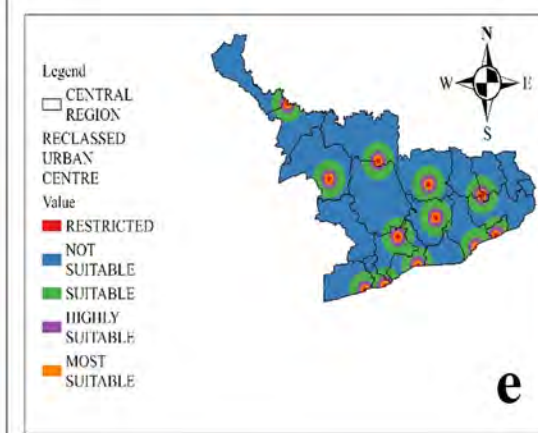 N
W
E
S
Legend
CENTRAL
REGION
RECLASSED
URBAN
CENTRE
Value
RESTRICTED
NOT
SUITABLE
SUITABLE
HIGHLY
SUITABLE
MOST
SUITABLE
e